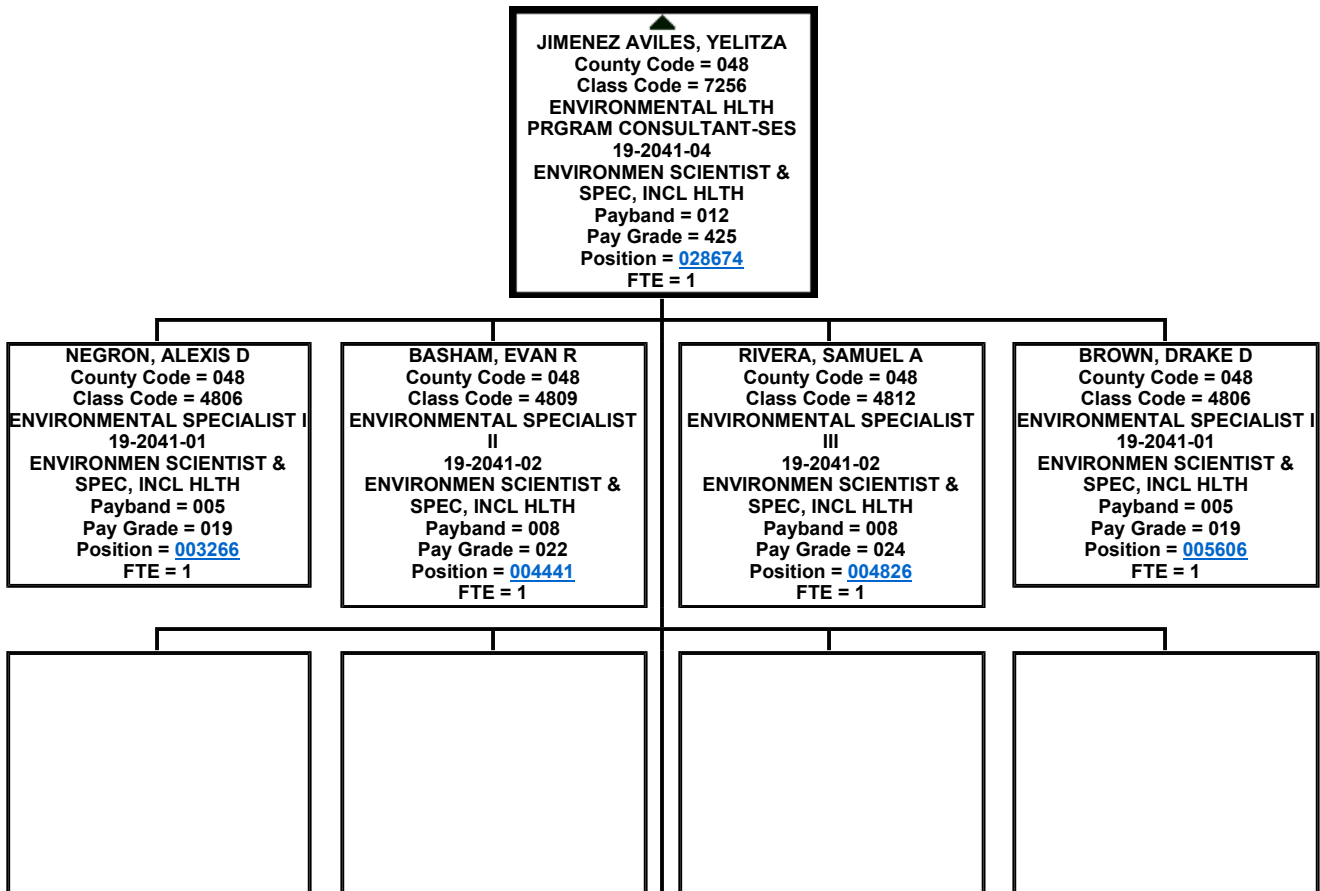 JIMENEZ AVILES, YELITZA
County Code = 048
Class Code = 7256
ENVIRONMENTAL HLTH
PRGRAM CONSULTANT-SES
19-2041-04
ENVIRONMEN SCIENTIST &
SPEC, INCL HLTH
Payband = 012
Pay Grade = 425
Position = 028674
FTE = 1
NEGRON, ALEXIS D
County Code = 048
Class Code = 4806
ENVIRONMENTAL SPECIALIST I
19-2041-01
ENVIRONMEN SCIENTIST &
SPEC, INCL HLTH
Payband = 005
Pay Grade = 019
Position = 003266
FTE = 1
BASHAM, EVAN R
County Code = 048
Class Code = 4809
ENVIRONMENTAL SPECIALIST
II
19-2041-02
ENVIRONMEN SCIENTIST &
SPEC, INCL HLTH
Payband = 008
Pay Grade = 022
Position = 004441
FTE = 1
RIVERA, SAMUEL A
County Code = 048
Class Code = 4812
ENVIRONMENTAL SPECIALIST
III
19-2041-02
ENVIRONMEN SCIENTIST &
SPEC, INCL HLTH
Payband = 008
Pay Grade = 024
Position = 004826
FTE = 1
BROWN, DRAKE D
County Code = 048
Class Code = 4806
ENVIRONMENTAL SPECIALIST I
19-2041-01
ENVIRONMEN SCIENTIST &
SPEC, INCL HLTH
Payband = 005
Pay Grade = 019
Position = 005606
FTE = 1